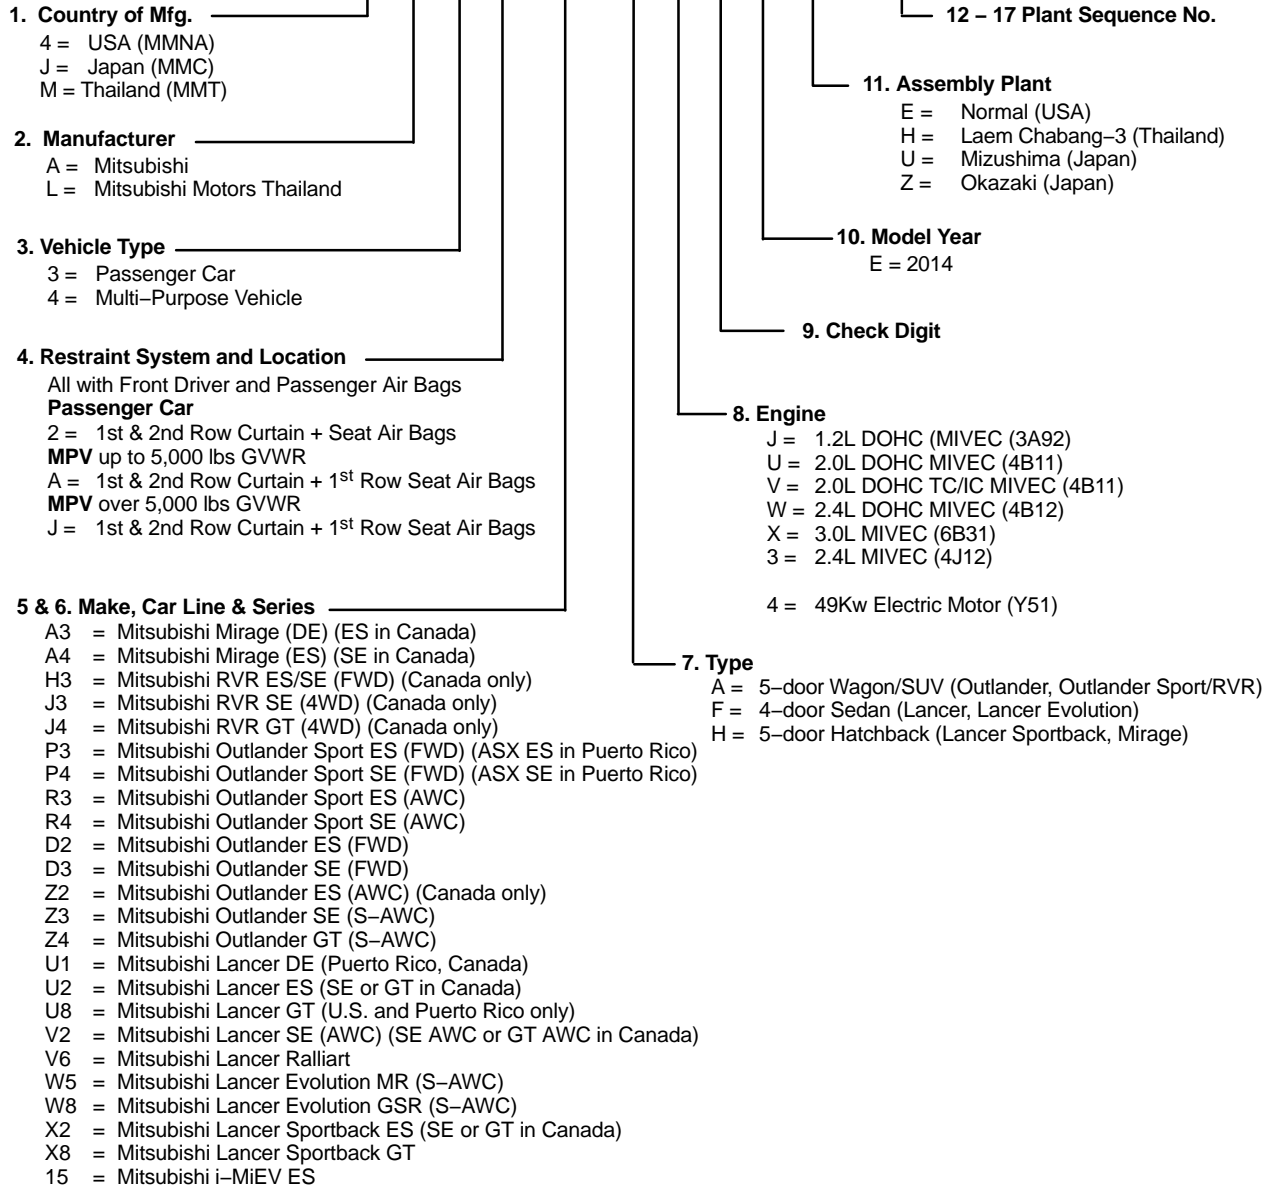 1. Country of Mfg.
4 = USA (MMNA)
J = Japan (MMC)
M = Thailand (MMT)
2. Manufacturer
A = Mitsubishi
L = Mitsubishi Motors Thailand
3. Vehicle Type
3 = Passenger Car
4 = Multi−Purpose Vehicle
4. Restraint System and Location
All with Front Driver and Passenger Air Bags
Passenger Car
2 = 1st & 2nd Row Curtain + Seat Air Bags
MPV up to 5,000 lbs GVWR
A = 1st & 2nd Row Curtain + 1st Row Seat Air Bags
MPV over 5,000 lbs GVWR
J = 1st & 2nd Row Curtain + 1st Row Seat Air Bags
5 & 6. Make, Car Line & Series
A3 = Mitsubishi Mirage (DE) (ES in Canada)
A4 = Mitsubishi Mirage (ES) (SE in Canada)
H3 = Mitsubishi RVR ES/SE (FWD) (Canada only)
J3 = Mitsubishi RVR SE (4WD) (Canada only)
J4 = Mitsubishi RVR GT (4WD) (Canada only)
P3 = Mitsubishi Outlander Sport ES (FWD) (ASX ES in Puerto Rico)
P4 = Mitsubishi Outlander Sport SE (FWD) (ASX SE in Puerto Rico)
R3 = Mitsubishi Outlander Sport ES (AWC)
R4 = Mitsubishi Outlander Sport SE (AWC)
D2 = Mitsubishi Outlander ES (FWD)
D3 = Mitsubishi Outlander SE (FWD)
Z2 = Mitsubishi Outlander ES (AWC) (Canada only)
Z3 = Mitsubishi Outlander SE (S−AWC)
Z4 = Mitsubishi Outlander GT (S−AWC)
U1 = Mitsubishi Lancer DE (Puerto Rico, Canada)
U2 = Mitsubishi Lancer ES (SE or GT in Canada)
U8 = Mitsubishi Lancer GT (U.S. and Puerto Rico only)
V2 = Mitsubishi Lancer SE (AWC) (SE AWC or GT AWC in Canada)
V6 = Mitsubishi Lancer Ralliart
W5 = Mitsubishi Lancer Evolution MR (S−AWC)
W8 = Mitsubishi Lancer Evolution GSR (S−AWC)
X2 = Mitsubishi Lancer Sportback ES (SE or GT in Canada)
X8 = Mitsubishi Lancer Sportback GT
15 = Mitsubishi i−MiEV ES
12 − 17 Plant Sequence No.
11. Assembly Plant
E = Normal (USA)
H = Laem Chabang−3 (Thailand)
U = Mizushima (Japan)
Z = Okazaki (Japan)
10. Model Year
E = 2014
9. Check Digit
8. Engine
J = 1.2L DOHC (MIVEC (3A92)
U = 2.0L DOHC MIVEC (4B11)
V = 2.0L DOHC TC/IC MIVEC (4B11)
W = 2.4L DOHC MIVEC (4B12)
X = 3.0L MIVEC (6B31)
3 = 2.4L MIVEC (4J12)
4 = 49Kw Electric Motor (Y51)
7. Type
A = 5−door Wagon/SUV (Outlander, Outlander Sport/RVR)
F = 4−door Sedan (Lancer, Lancer Evolution)
H = 5−door Hatchback (Lancer Sportback, Mirage)